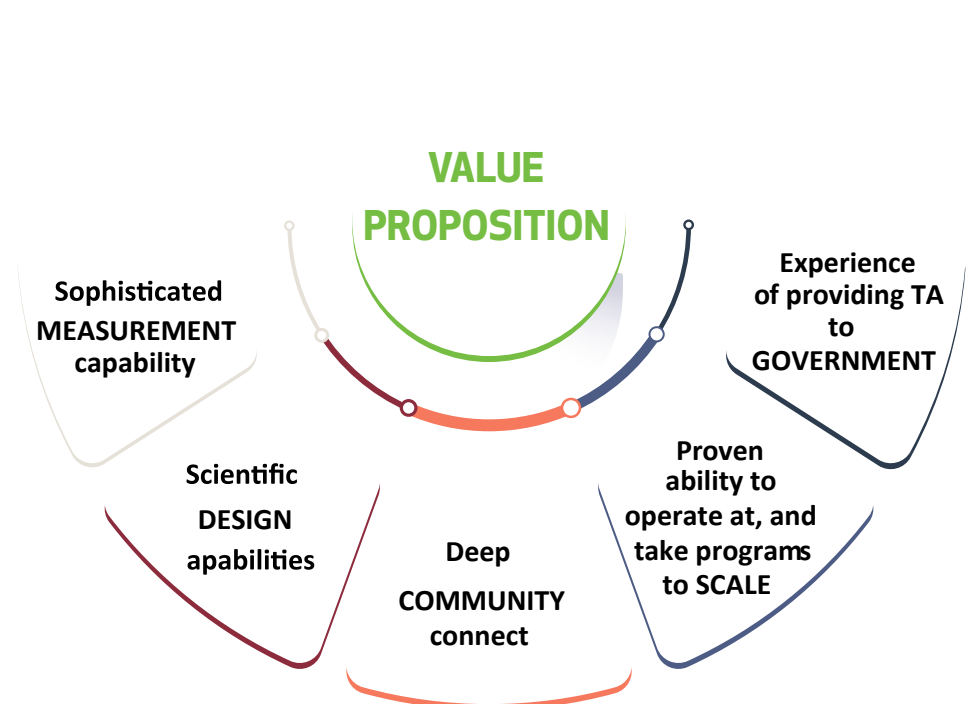 VALUE
PROPOSITION
Sophisticated
MEASUREMENT
capability
Scientific
DESIGN
apabilities
Deep
COMMUNITY
connect
Proven
ability to
operate at, and
take programs
to SCALE
Experience
of providing TA
to
GOVERNMENT